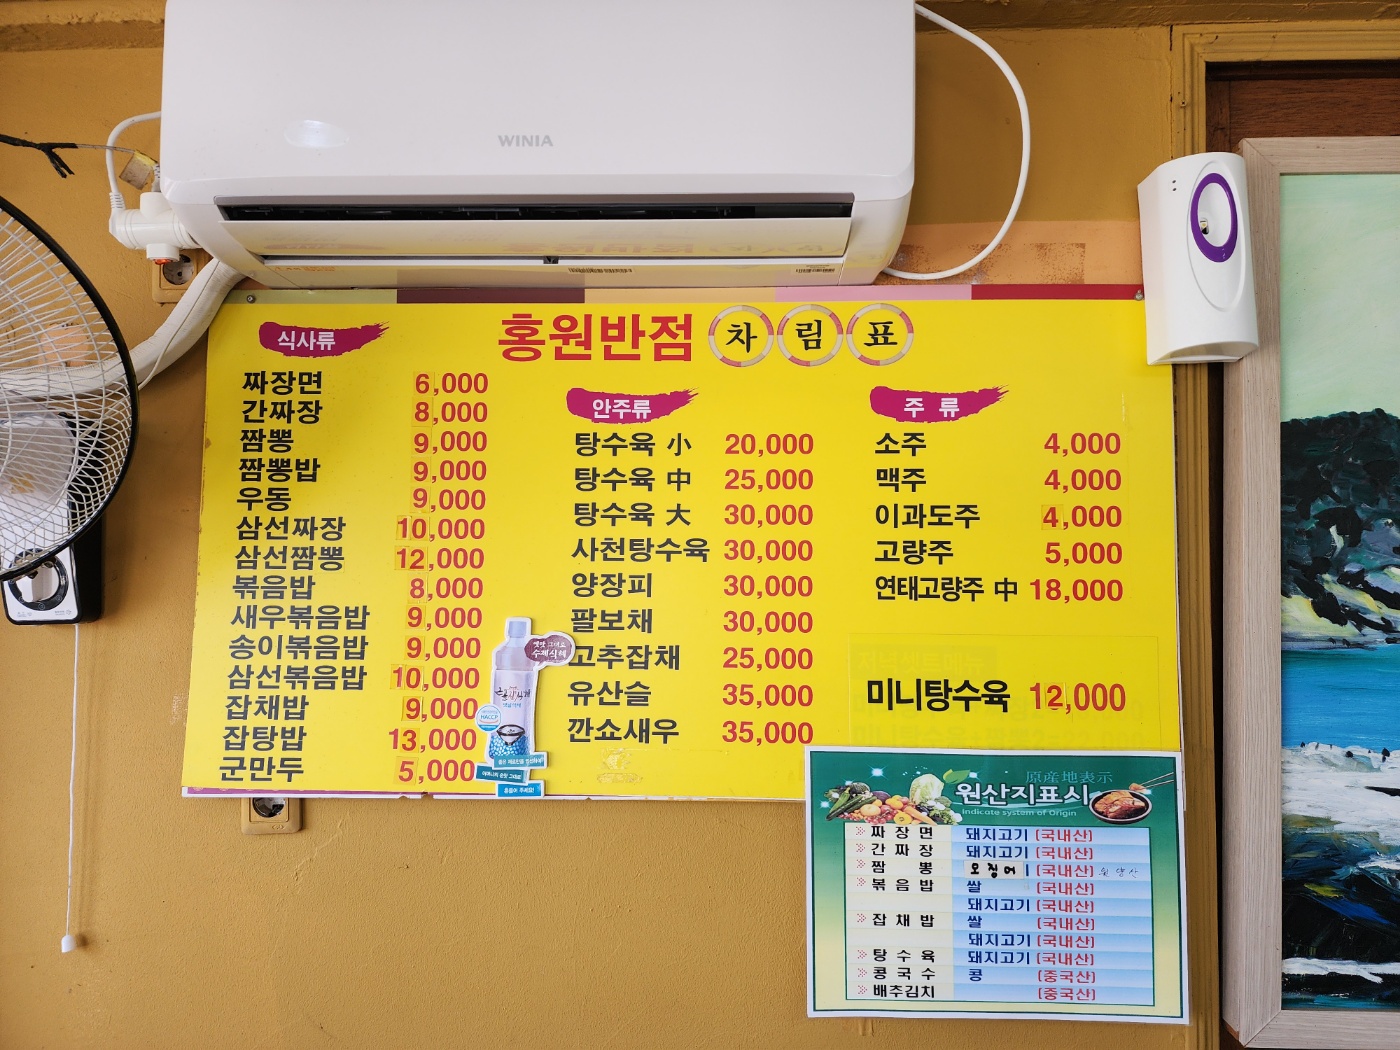 WINIA
홍원반점 차림표
식사류
짜장면 6,000
간짜장 8,000
짬뽕 9,000
짬뽕밥 9,000
우동 9,000
삼선짜장 10,000
삼선짬뽕 12,000
볶음밥 8,000
새우볶음밥 9,000
송이볶음밥 9,000
삼선볶음밥 10,000
잡채밥 9,000
잡탕밥 13,000
군만두 5,000
안주류
탕수육 小 20,000
탕수육 中 25,000
탕수육 大 30,000
사천탕수육 30,000
양장피 30,000
팔보채 30,000
고추잡채 25,000
유산슬 35,000
깐쇼새우 35,000
주 류
소주 4,000
맥주 4,000
이과도주 4,000
고량주 5,000
연태고량주 中 18,000
미니탕수육 12,000
수제식혜
HACCP
原産地表示
원산지표시
Indicate system of Origin
짜장면 돼지고기 (국내산)
간짜장 돼지고기 (국내산)
짬뽕 오징어 (국내산) 원양산
볶음밥 쌀 (국내산)
돼지고기 (국내산)
잡채밥 쌀 (국내산)
돼지고기 (국내산)
탕수육 돼지고기 (국내산)
콩국수 콩 (중국산)
배추김치 (중국산)